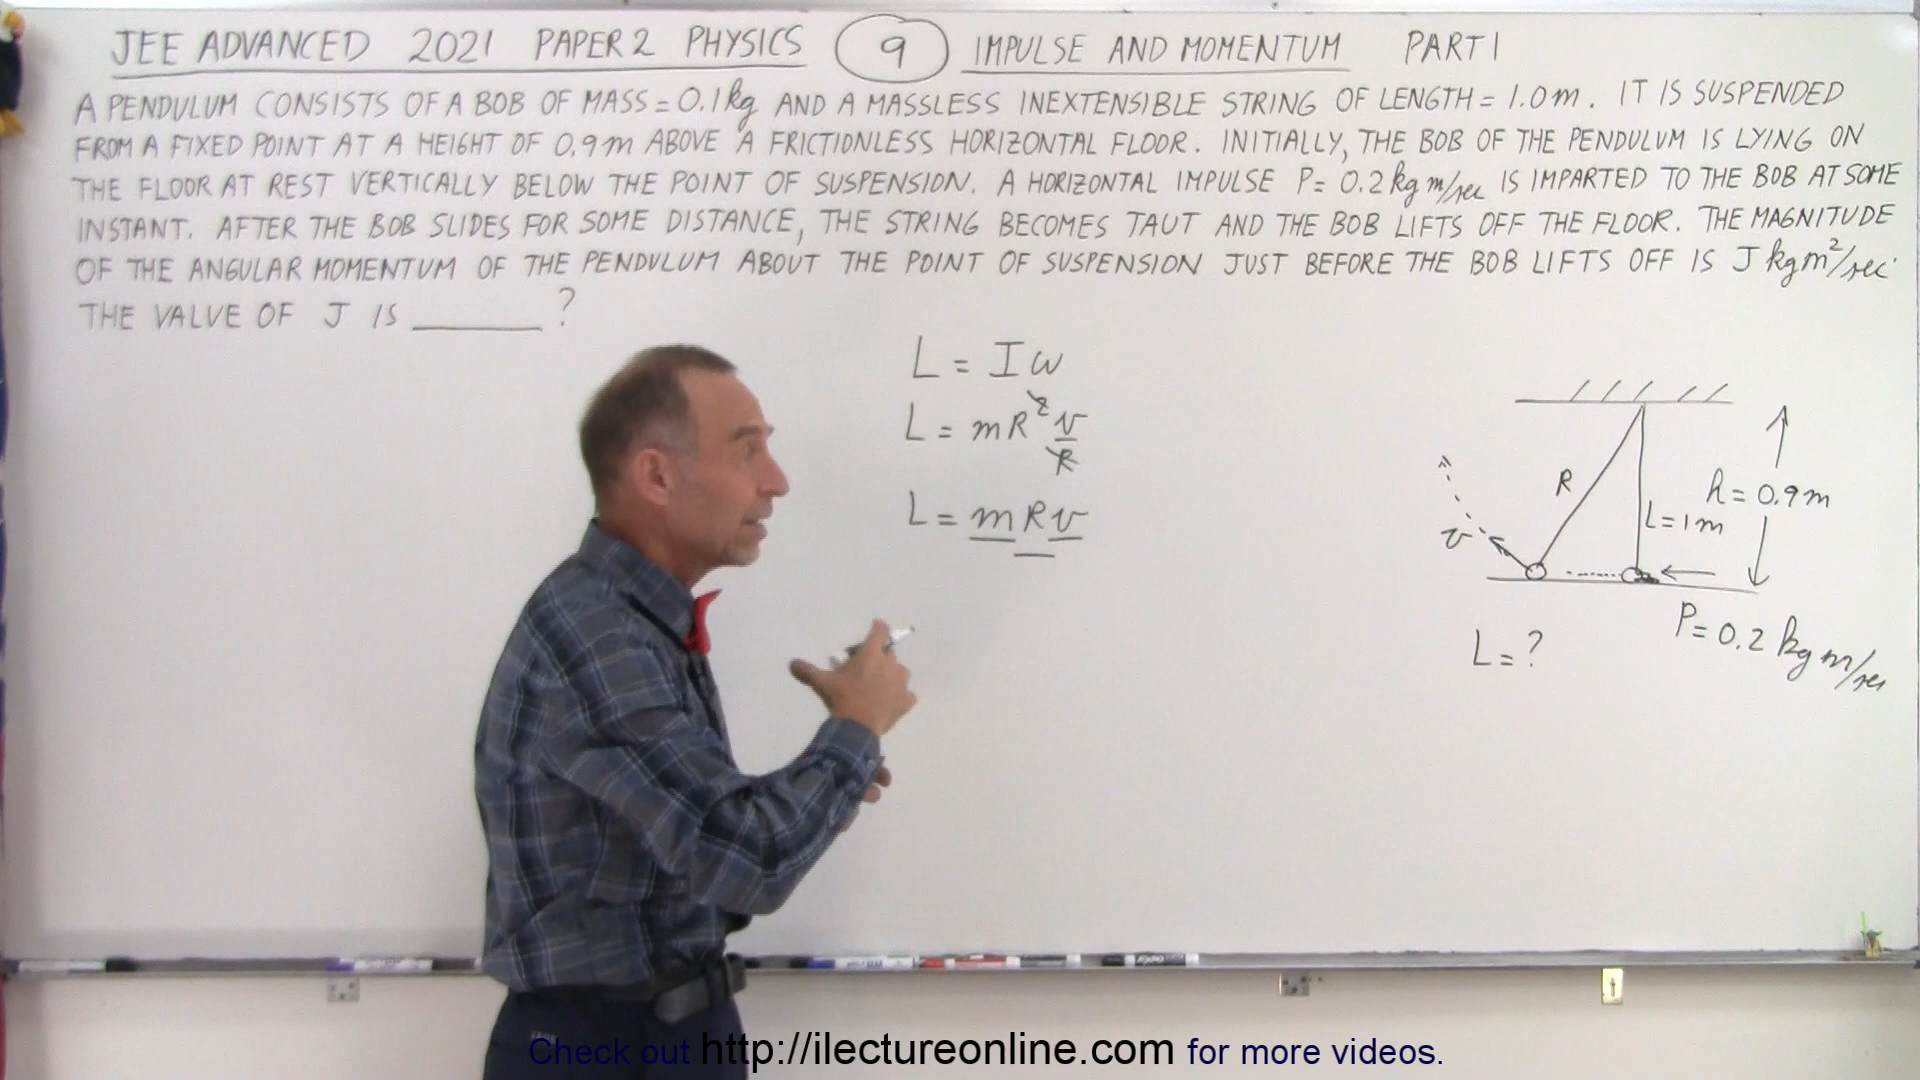 JEE ADVANCED 2021 PAPER 2 PHYSICS 9 IMPULSE AND MOMENTUM PART 1
A PENDULUM CONSISTS OF A BOB OF MASS = 0.1 kg AND A MASSLESS INEXTENSIBLE STRING OF LENGTH = 1.0 m. IT IS SUSPENDED
FROM A FIXED POINT AT A HEIGHT OF 0.9 m ABOVE A FRICTIONLESS HORIZONTAL FLOOR. INITIALLY, THE BOB OF THE PENDULUM IS LYING ON
THE FLOOR AT REST VERTICALLY BELOW THE POINT OF SUSPENSION. A HORIZONTAL IMPULSE P = 0.2 kg m/sec IS IMPARTED TO THE BOB AT SOME
INSTANT. AFTER THE BOB SLIDES FOR SOME DISTANCE, THE STRING BECOMES TAUT AND THE BOB LIFTS OFF THE FLOOR. THE MAGNITUDE
OF THE ANGULAR MOMENTUM OF THE PENDULUM ABOUT THE POINT OF SUSPENSION JUST BEFORE THE BOB LIFTS OFF IS J kg m²/sec.
THE VALUE OF J IS ______ ?
L = I ω
L = mR² v/R
L = mRv
R
h = 0.9 m
L = 1 m
v
P = 0.2 kg m/sec
L = ?
Check out http://ilectureonline.com for more videos.